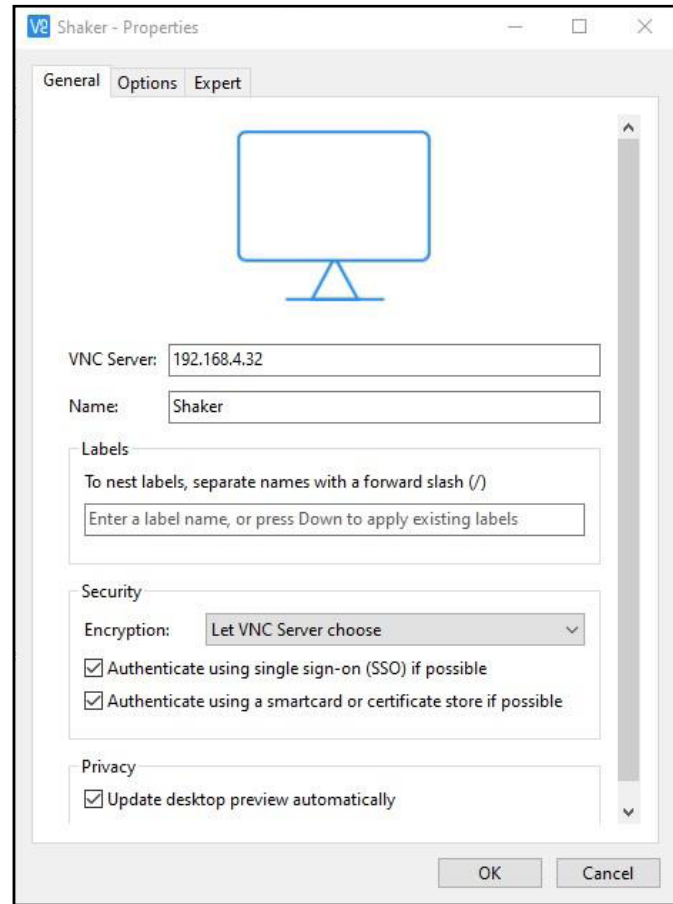 Shaker - Properties
General Options Expert
VNC Server: 192.168.4.32
Name: Shaker
Labels
To nest labels, separate names with a forward slash (/)
Enter a label name, or press Down to apply existing labels
Security
Encryption: Let VNC Server choose
Authenticate using single sign-on (SSO) if possible
Authenticate using a smartcard or certificate store if possible
Privacy
Update desktop preview automatically
OK Cancel